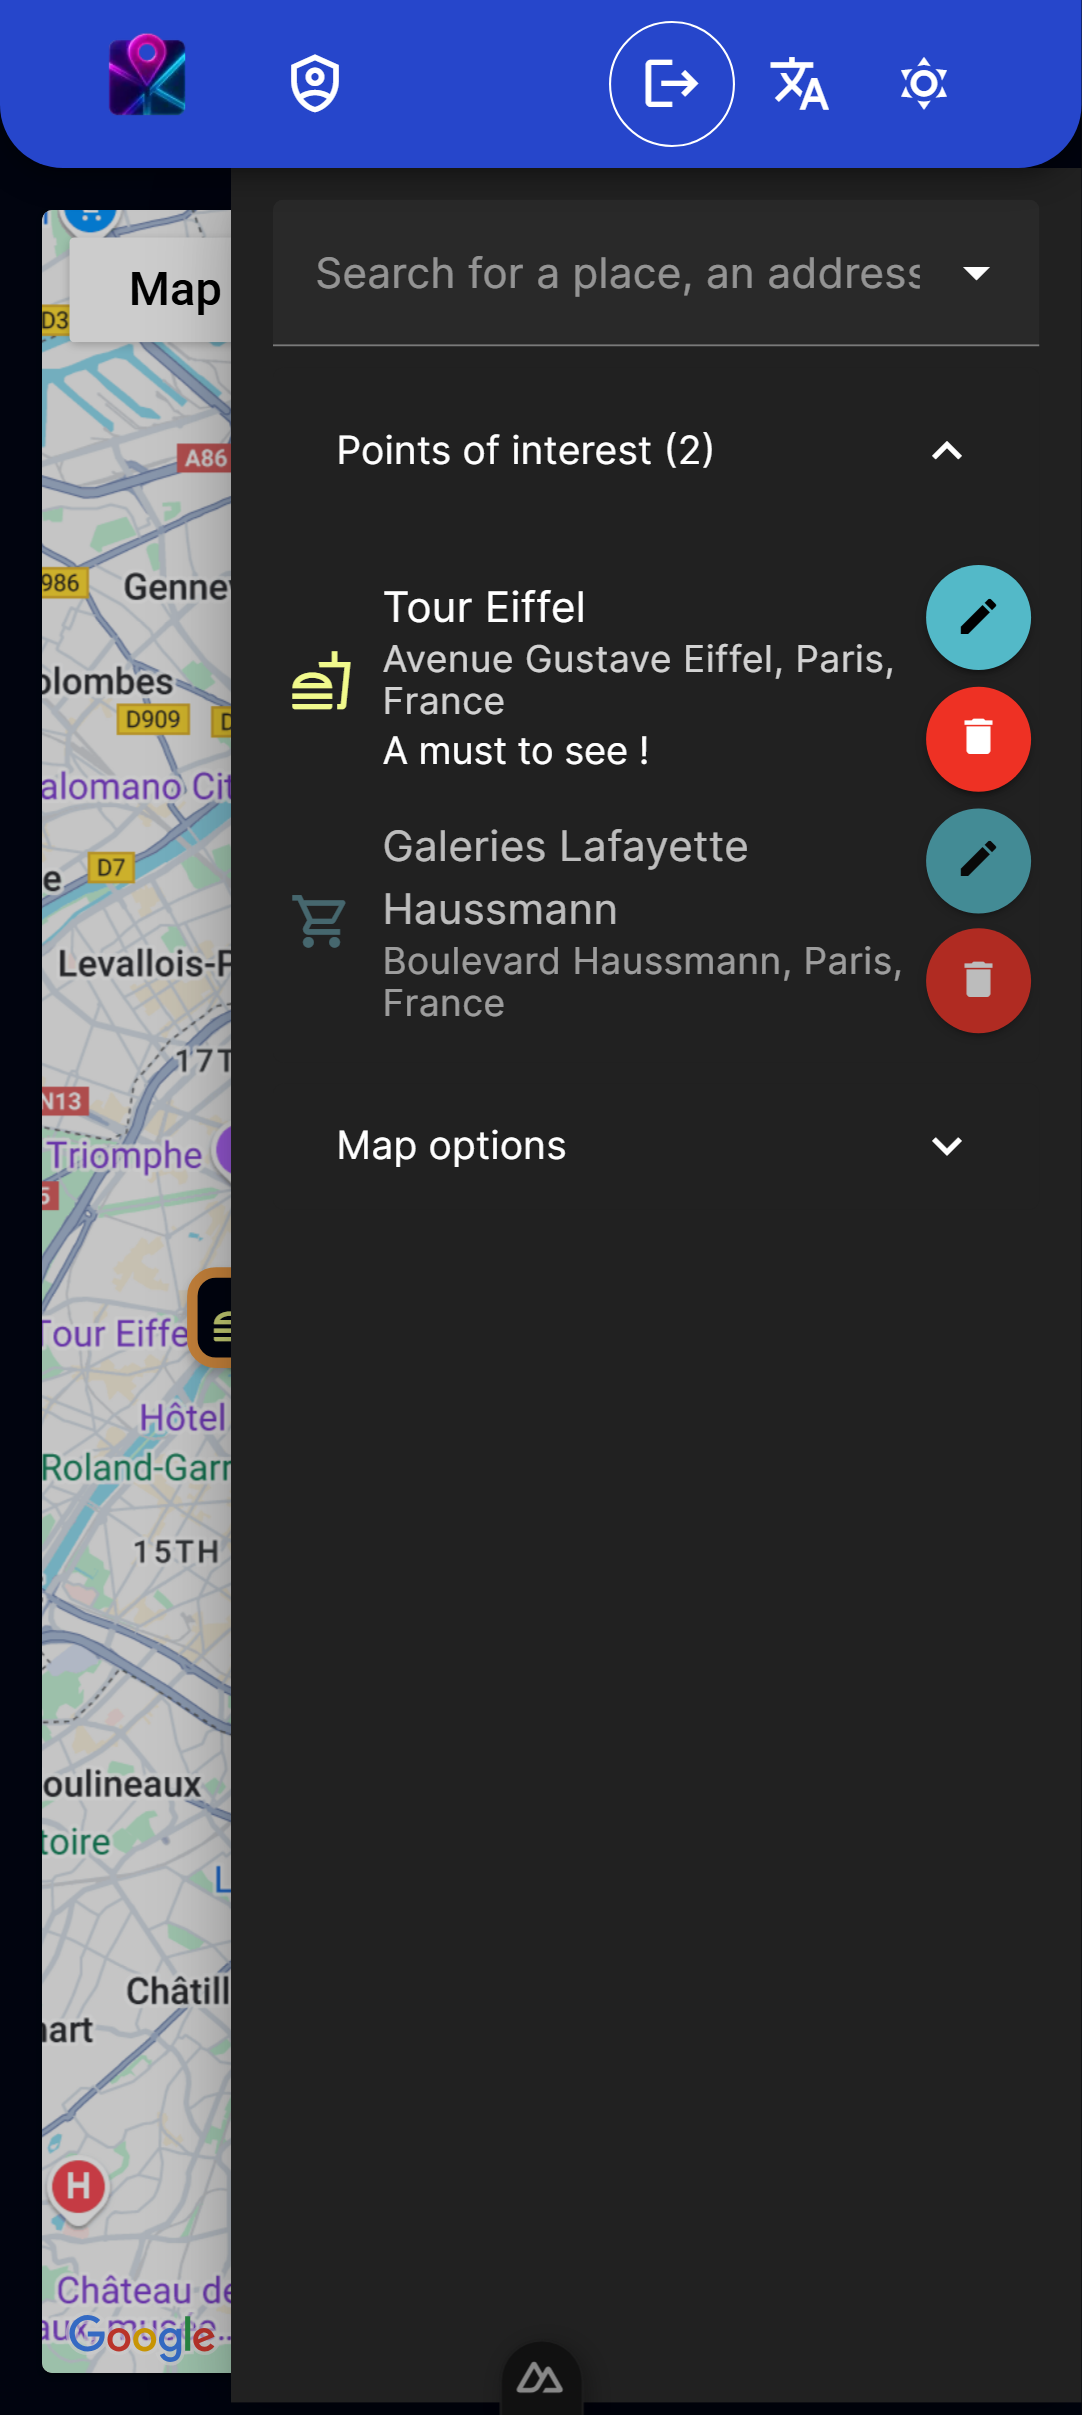 Search for a place, an address
Points of interest (2)
Tour Eiffel
Avenue Gustave Eiffel, Paris,
France
A must to see !
Galeries Lafayette
Haussmann
Boulevard Haussmann, Paris,
France
Map options
Map
D3
A86
986
Genne
olombes
D909
D
alomano Cit
D7
e
Levallois-P
17T
N13
Triomphe
5
Tour Eiffe
Hôtel
Roland-Garr
15TH
oulineaux
toire
L
Châtill
art
H
Château de
Google